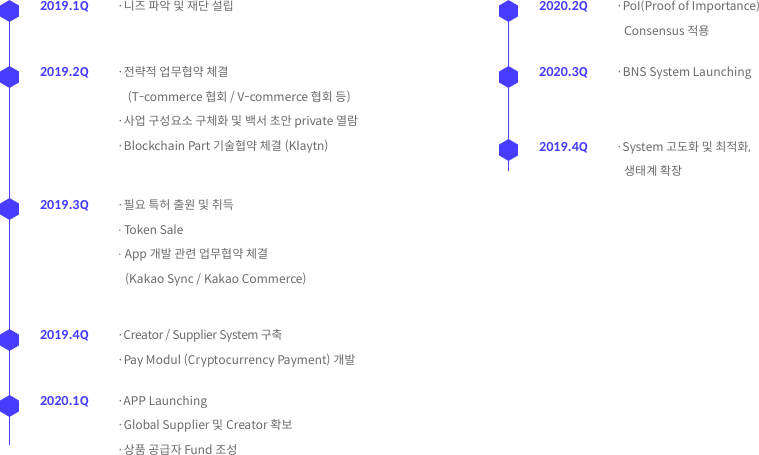 2019.1Q
· 니즈 파악 및 재단 설립
2019.2Q
· 전략적 업무협약 체결
(T-commerce 협회 / V-commerce 협회 등)
· 사업 구성요소 구체화 및 백서 초안 private 열람
· Blockchain Part 기술협약 체결 (Klaytn)
2019.3Q
· 필요 특허 출원 및 취득
· Token Sale
· App 개발 관련 업무협약 체결
(Kakao Sync / Kakao Commerce)
2019.4Q
· Creator / Supplier System 구축
· Pay Modul (Cryptocurrency Payment) 개발
2020.1Q
· APP Launching
· Global Supplier 및 Creator 확보
· 상품 공급자 Fund 조성
2020.2Q
· PoI(Proof of Importance)
Consensus 적용
2020.3Q
· BNS System Launching
2019.4Q
· System 고도화 및 최적화,
생태계 확장